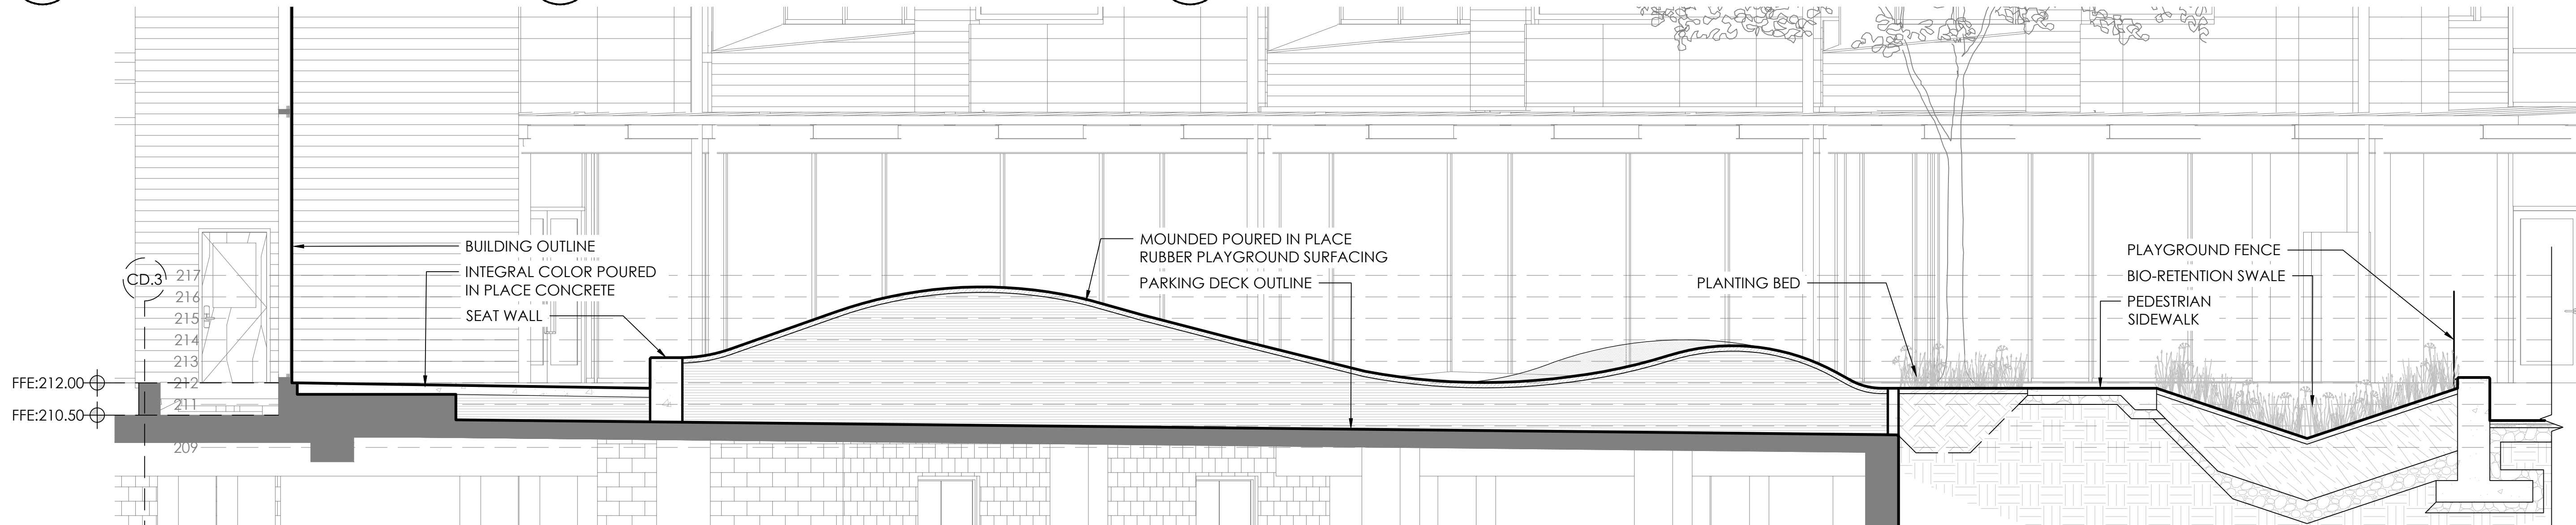 BUILDING OUTLINE
INTEGRAL COLOR POURED
IN PLACE CONCRETE
SEAT WALL
MOUNDED POURED IN PLACE
RUBBER PLAYGROUND SURFACING
PARKING DECK OUTLINE
PLANTING BED
PLAYGROUND FENCE
BIO-RETENTION SWALE
PEDESTRIAN
SIDEWALK
CD.3
217
216
215
214
213
212
211
209
FFE:212.00
FFE:210.50